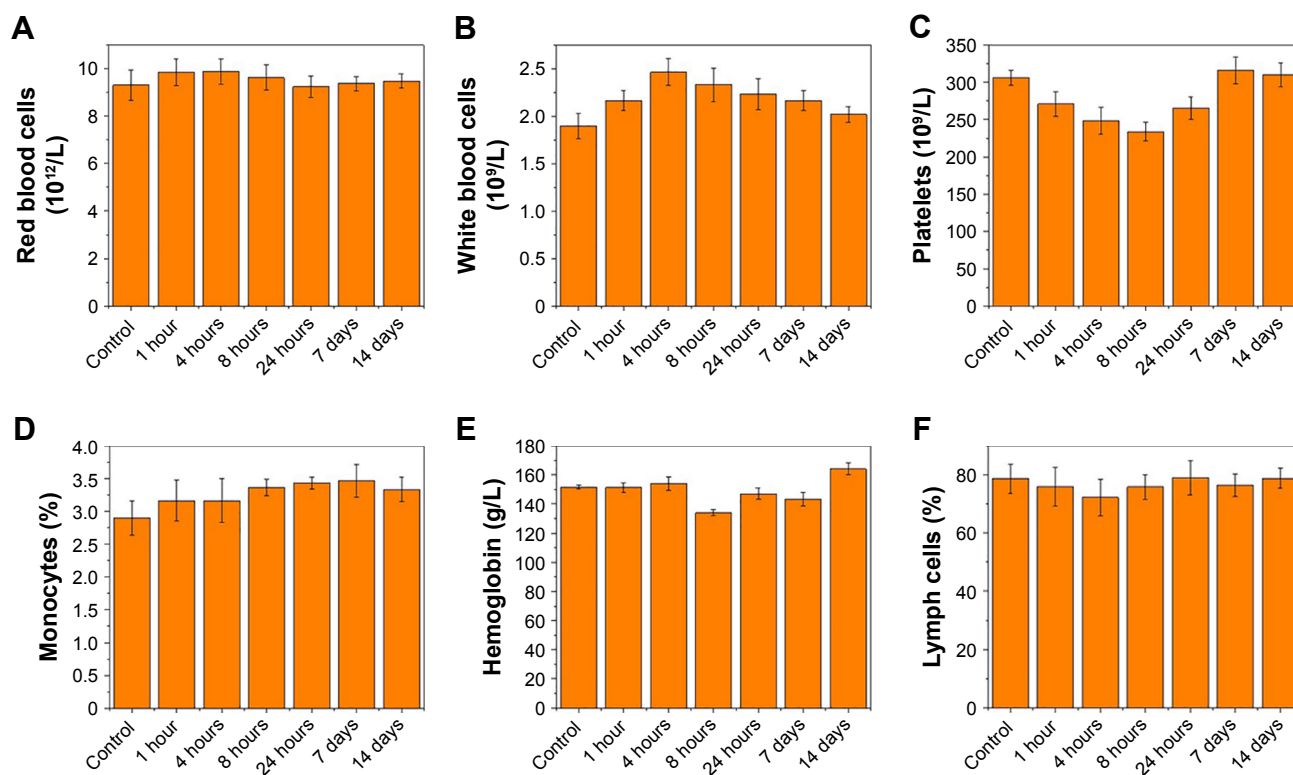 A
Red blood cells
(10¹²/L)
10
8
6
4
2
0
Control
1 hour
4 hours
8 hours
24 hours
7 days
14 days
B
White blood cells
(10⁹/L)
2.5
2.0
1.5
1.0
0.5
0
Control
1 hour
4 hours
8 hours
24 hours
7 days
14 days
C
Platelets (10⁹/L)
350
300
250
200
150
100
50
0
Control
1 hour
4 hours
8 hours
24 hours
7 days
14 days
D
Monocytes (%)
4.0
3.5
3.0
2.5
2.0
1.5
1.0
0.5
0
Control
1 hour
4 hours
8 hours
24 hours
7 days
14 days
E
Hemoglobin (g/L)
180
160
140
120
100
80
60
40
20
0
Control
1 hour
4 hours
8 hours
24 hours
7 days
14 days
F
Lymph cells (%)
80
60
40
20
0
Control
1 hour
4 hours
8 hours
24 hours
7 days
14 days